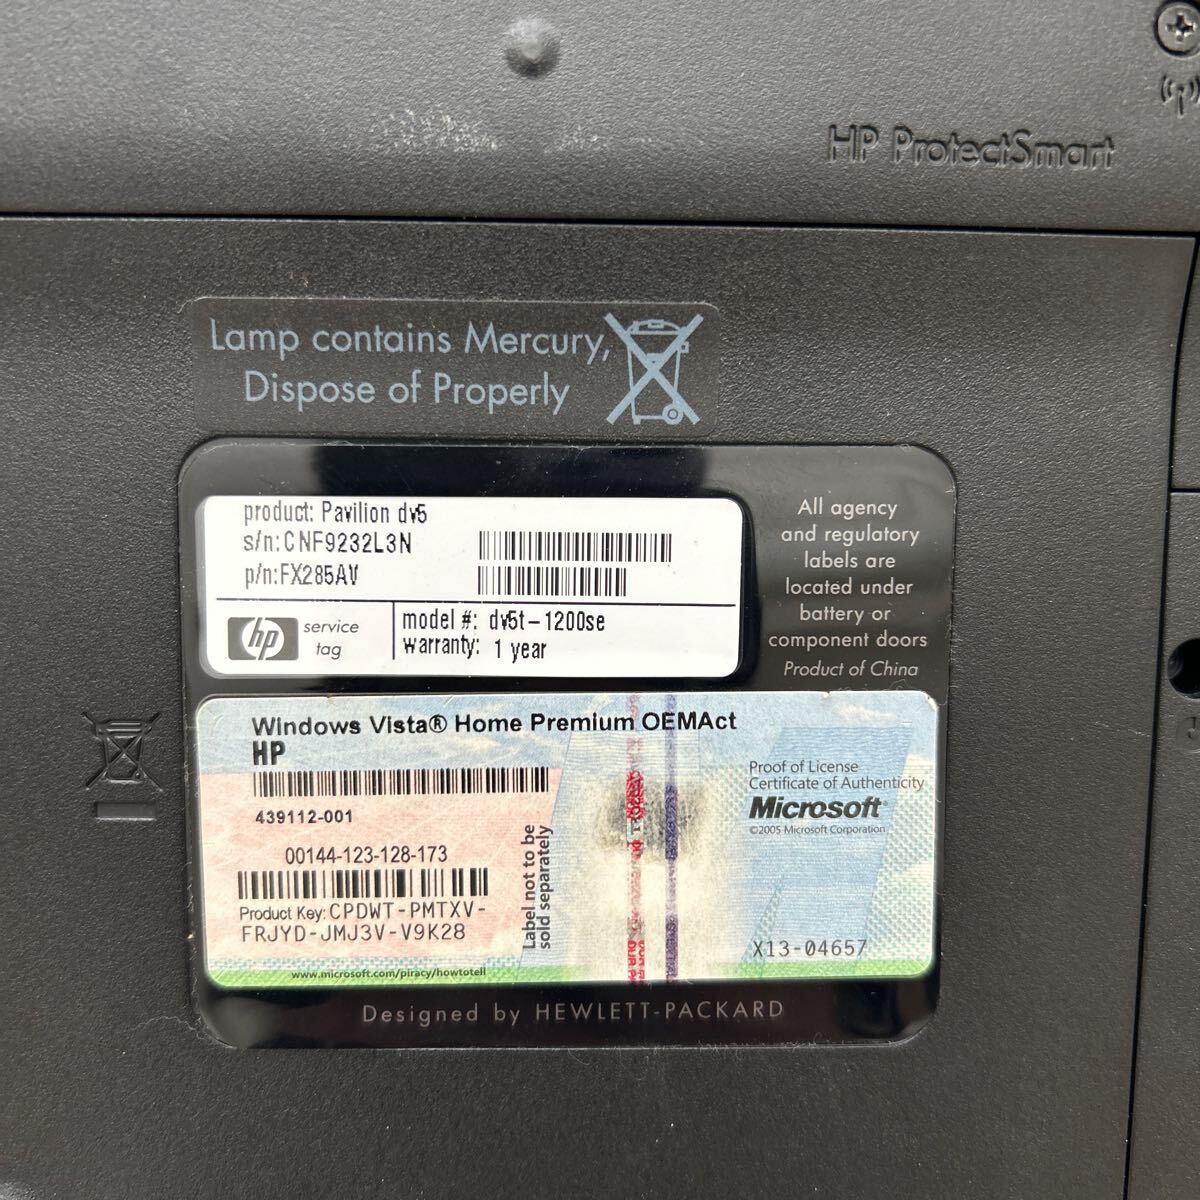 HP ProtectSmart
Lamp contains Mercury,
Dispose of Properly
product: Pavilion dv5
s/n:CNF9232L3N
p/n:FX285AV
hp
service
tag
model #: dv5t-1200se
warranty: 1 year
All agency
and regulatory
labels are
located under
battery or
component doors
Product of China
Windows Vista® Home Premium OEMAct
HP
439112-001
00144-123-128-173
Product Key: CPDWT-PMTXV-
FRJYD-JMJ3V-V9K28
www.microsoft.com/piracy/howtotell
Label not to be
sold separately
Proof of License
Certificate of Authenticity
Microsoft
©2005 Microsoft Corporation
X13-04657
Designed by HEWLETT-PACKARD